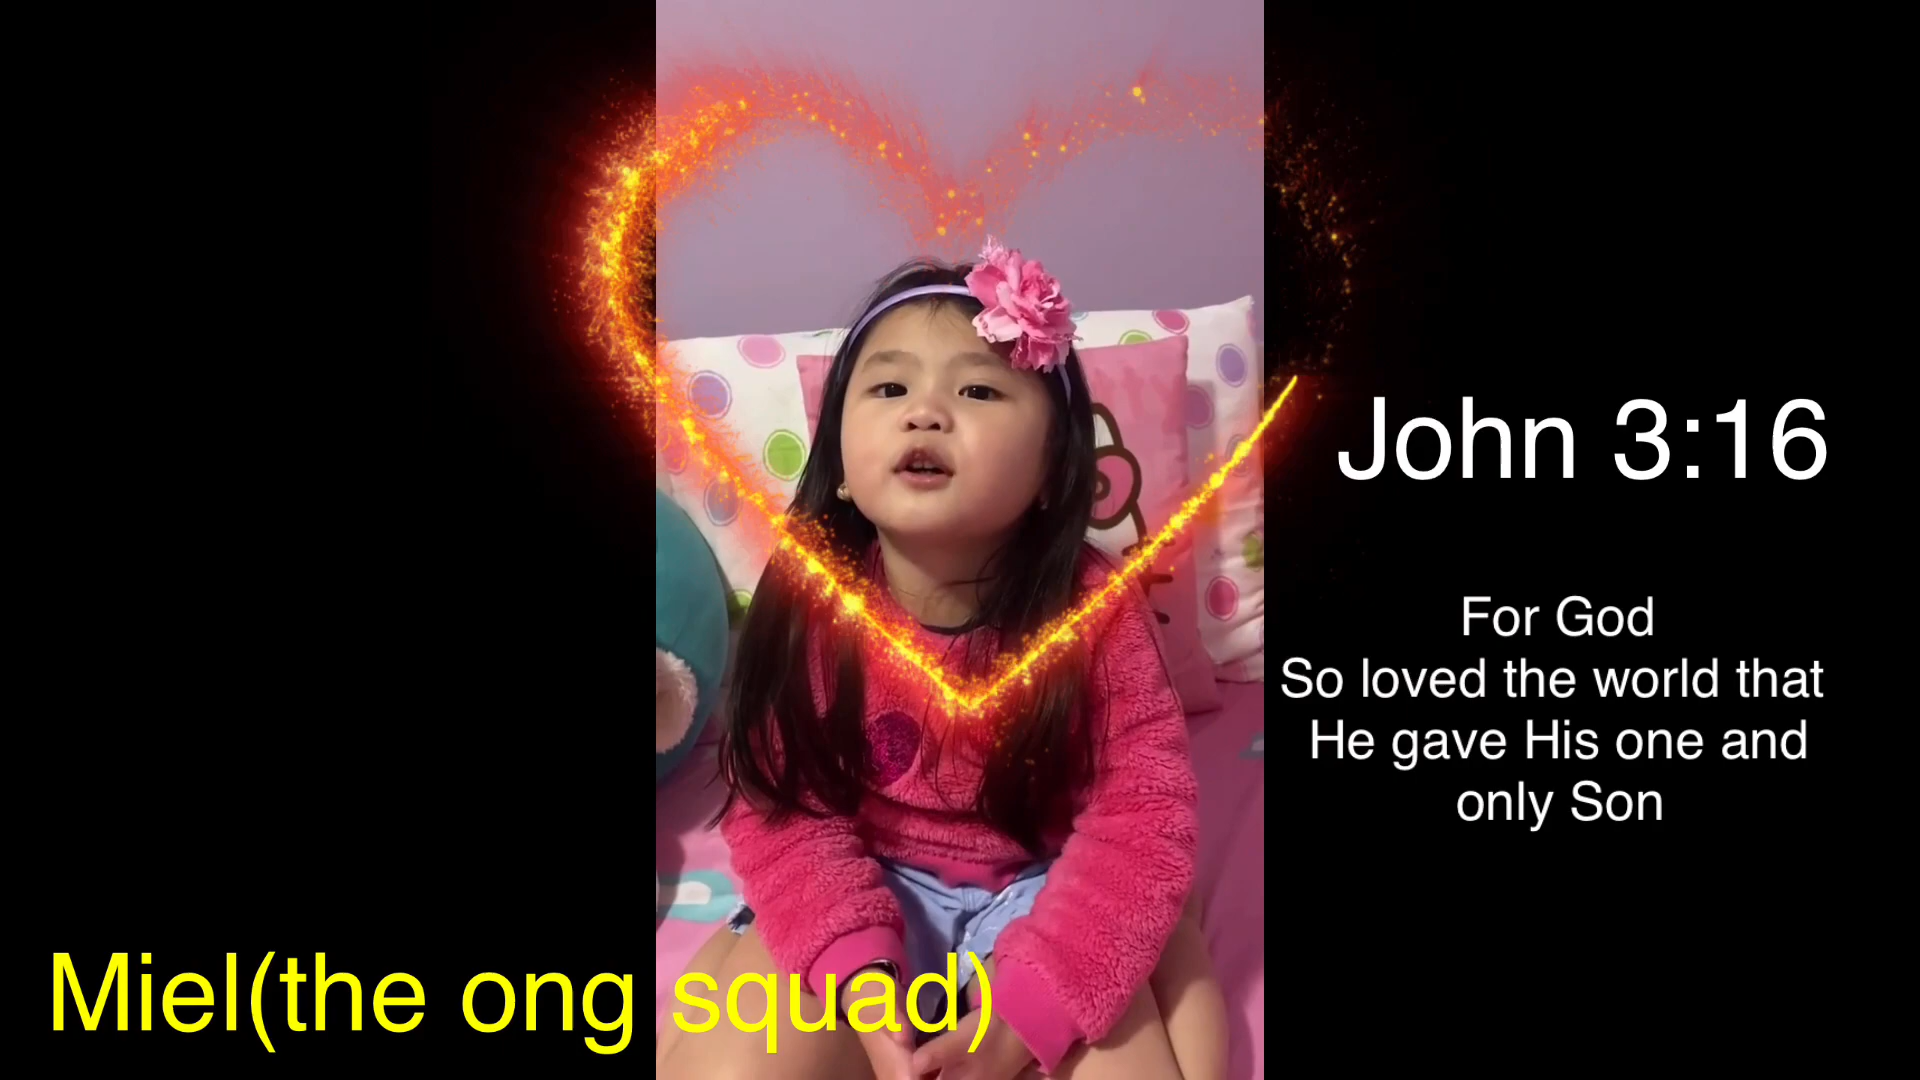 John 3:16
For God
So loved the world that
He gave His one and
only Son
Miel(the ong squad)